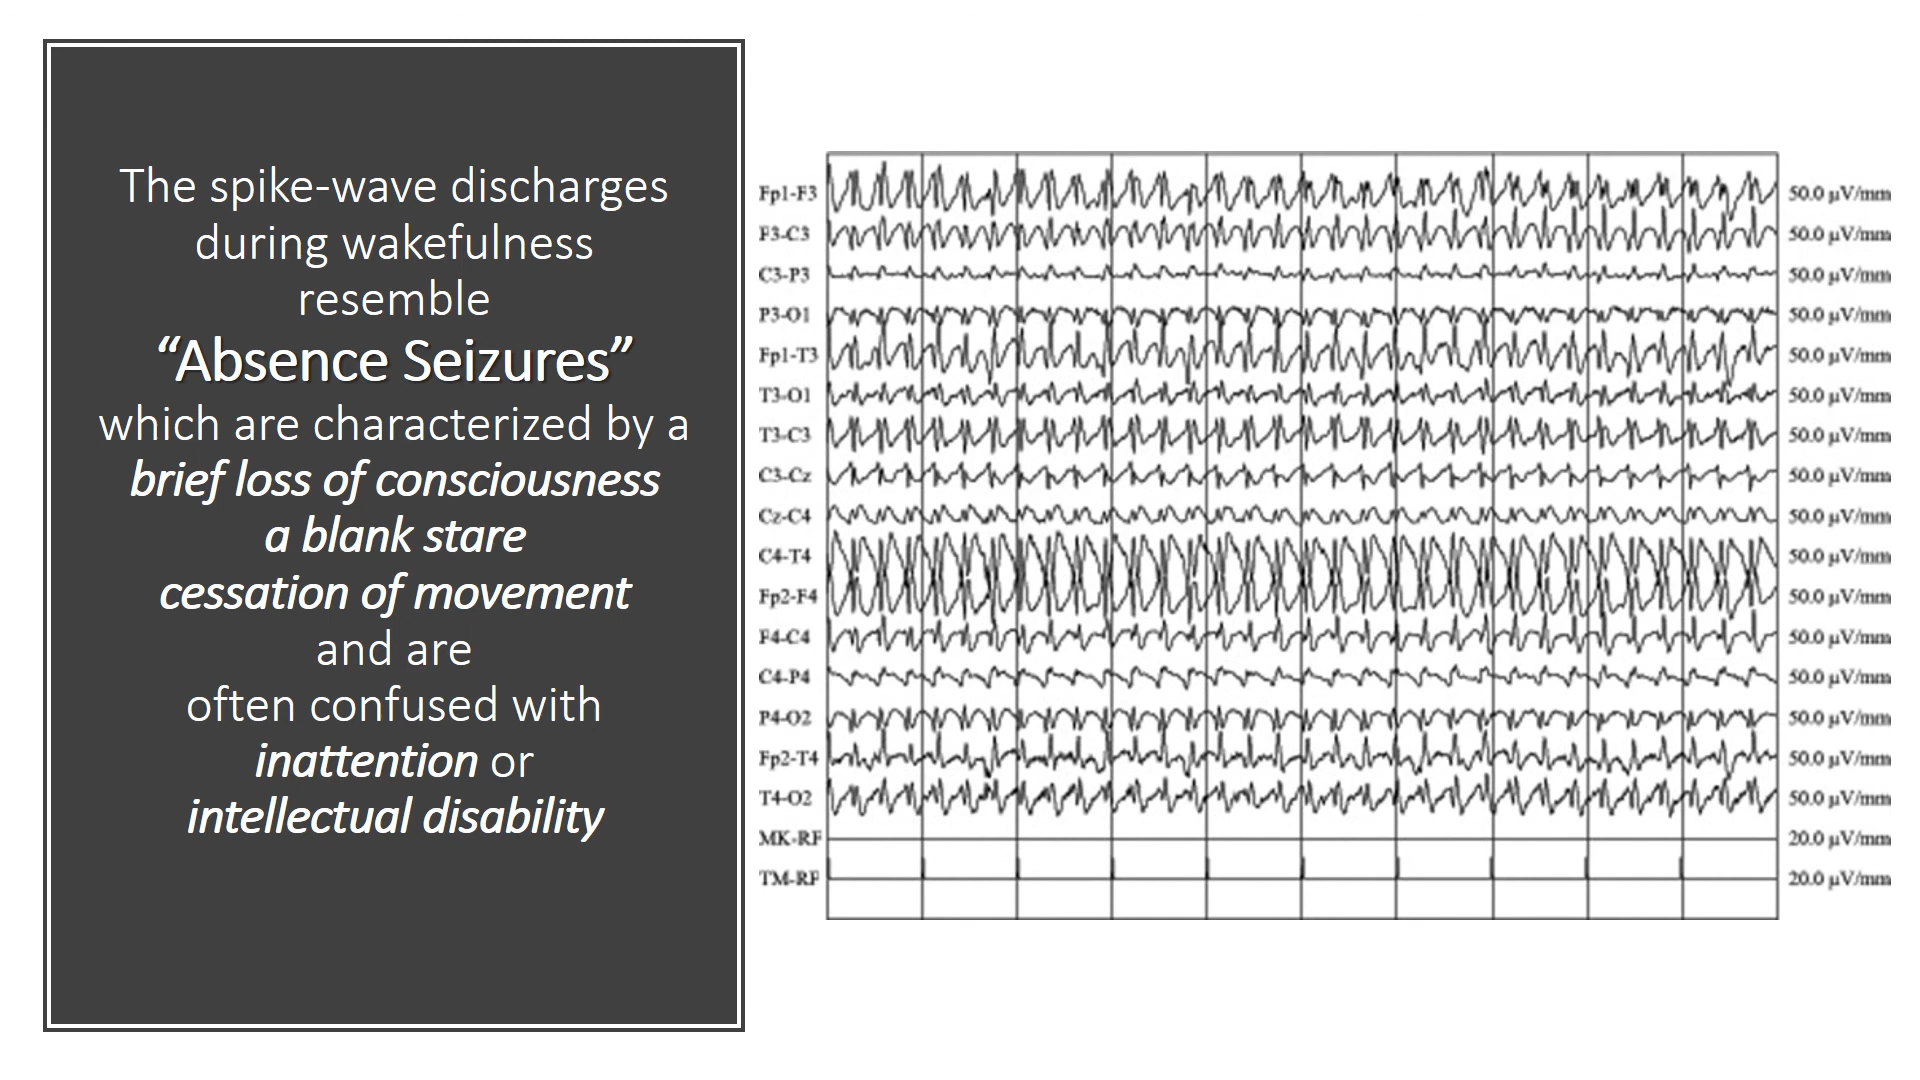 The spike-wave discharges
during wakefulness
resemble
“Absence Seizures”
which are characterized by a
brief loss of consciousness
a blank stare
cessation of movement
and are
often confused with
inattention or
intellectual disability
Fp1-F3 50.0 µV/mm
F3-C3 50.0 µV/mm
C3-P3 50.0 µV/mm
P3-O1 50.0 µV/mm
Fp1-T3 50.0 µV/mm
T3-O1 50.0 µV/mm
T3-C3 50.0 µV/mm
C3-Cz 50.0 µV/mm
Cz-C4 50.0 µV/mm
C4-T4 50.0 µV/mm
Fp2-F4 50.0 µV/mm
F4-C4 50.0 µV/mm
C4-P4 50.0 µV/mm
P4-O2 50.0 µV/mm
Fp2-T4 50.0 µV/mm
T4-O2 50.0 µV/mm
MK-RF 20.0 µV/mm
TM-RF 20.0 µV/mm